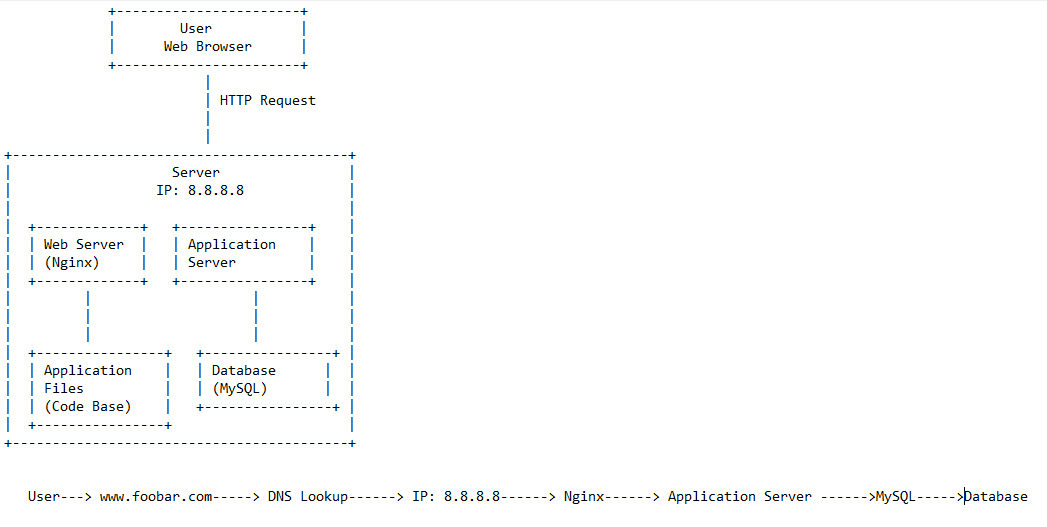 User
Web Browser
HTTP Request
Server
IP: 8.8.8.8
Web Server
(Nginx)
Application
Server
Application
Files
(Code Base)
Database
(MySQL)
User---> www.foobar.com-----> DNS Lookup------> IP: 8.8.8.8------> Nginx------> Application Server ------>MySQL----->Database